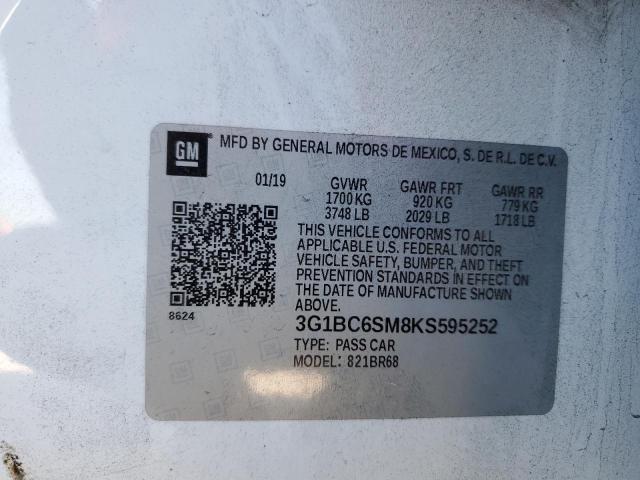 GM
MFD BY GENERAL MOTORS DE MEXICO, S. DE R.L. DE C.V.
01/19 GVWR GAWR FRT GAWR RR
1700 KG 920 KG 779 KG
3748 LB 2029 LB 1718 LB
THIS VEHICLE CONFORMS TO ALL
APPLICABLE U.S. FEDERAL MOTOR
VEHICLE SAFETY, BUMPER, AND THEFT
PREVENTION STANDARDS IN EFFECT ON
THE DATE OF MANUFACTURE SHOWN
ABOVE.
8624
3G1BC6SM8KS595252
TYPE: PASS CAR
MODEL: 821BR68